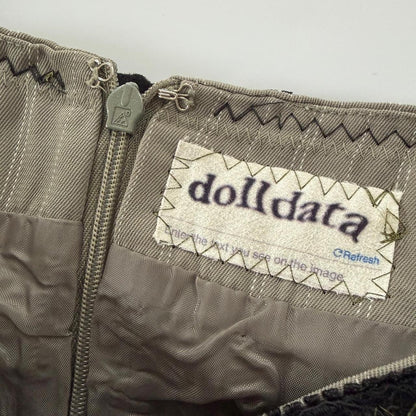 dolldata
Enter the text you see on the image.
Refresh